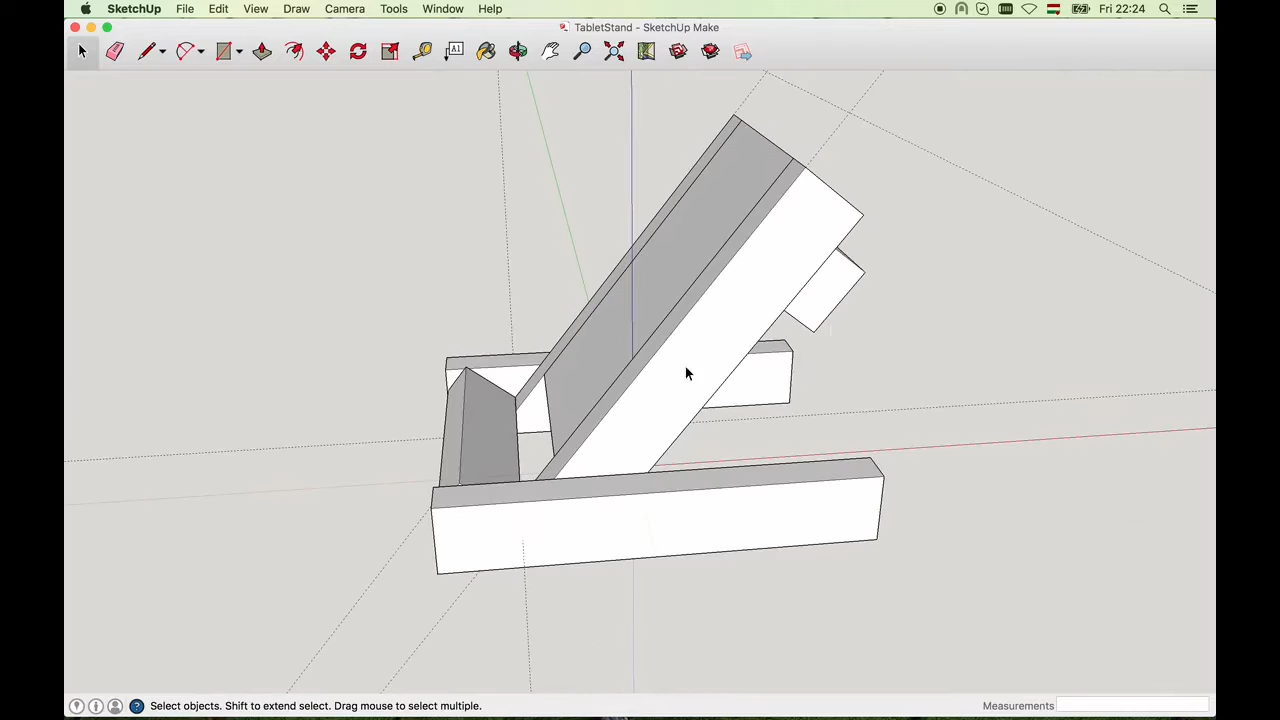 SketchUp File Edit View Draw Camera Tools Window Help Fri 22:24
TabletStand - SketchUp Make
A1
Select objects. Shift to extend select. Drag mouse to select multiple.
Measurements